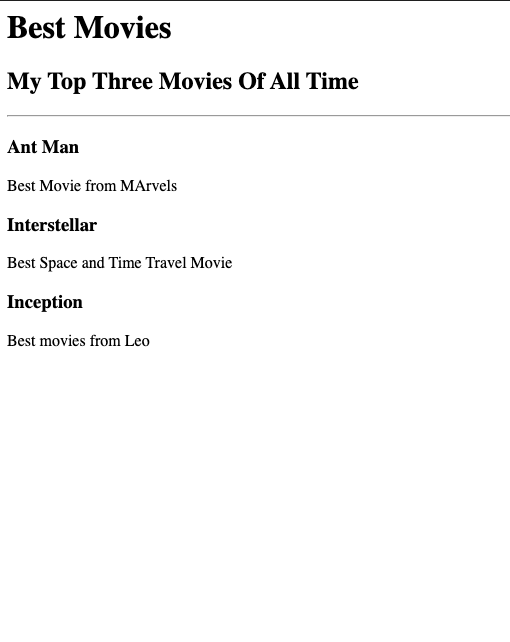 Best Movies
My Top Three Movies Of All Time
Ant Man
Best Movie from MArvels
Interstellar
Best Space and Time Travel Movie
Inception
Best movies from Leo